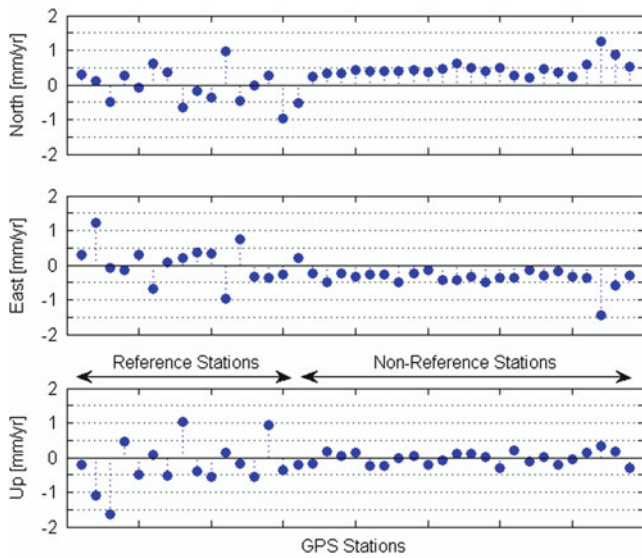 North [mm/yr]
2
1
0
-1
-2
East [mm/yr]
2
1
0
-1
-2
Reference Stations
Non-Reference Stations
Up [mm/yr]
2
1
0
-1
-2
GPS Stations